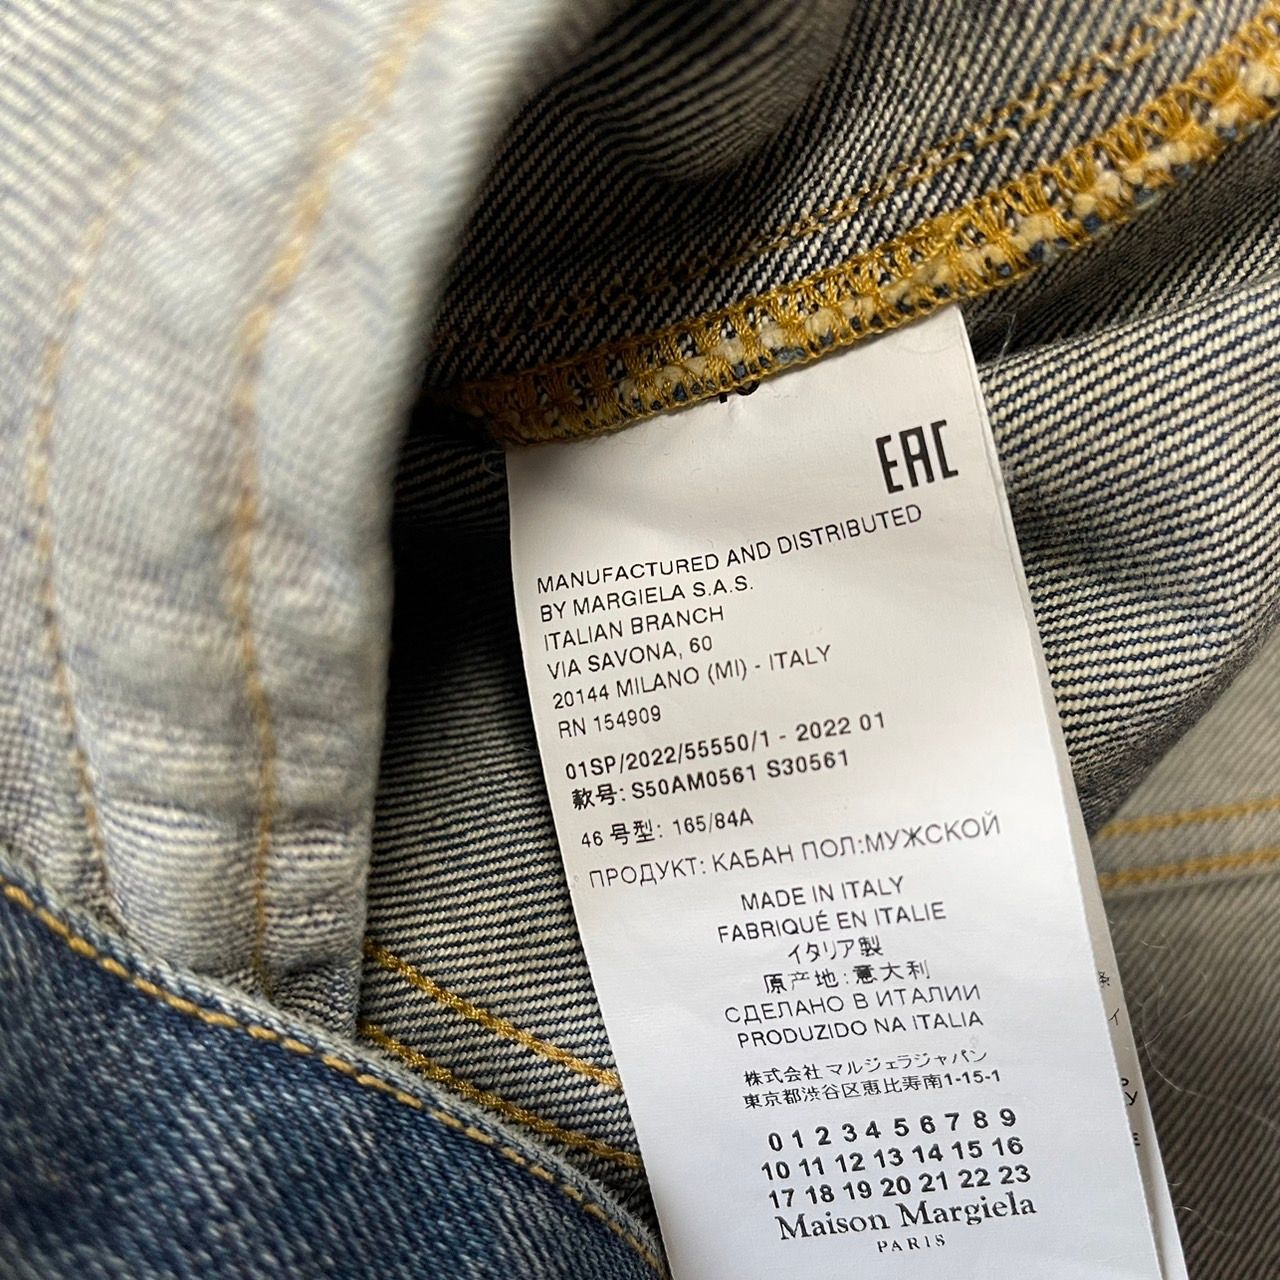 EAC
MANUFACTURED AND DISTRIBUTED
BY MARGIELA S.A.S.
ITALIAN BRANCH
VIA SAVONA, 60
20144 MILANO (MI) - ITALY
RN 154909
01SP/2022/55550/1 - 2022 01
款号: S50AM0561 S30561
46 号型: 165/84A
ПРОДУКТ: КАБАН ПОЛ:МУЖСКОЙ
MADE IN ITALY
FABRIQUÉ EN ITALIE
イタリア製
原产地:意大利
СДЕЛАНО В ИТАЛИИ
PRODUZIDO NA ITALIA
株式会社 マルジェラジャパン
東京都渋谷区恵比寿南1-15-1
0 1 2 3 4 5 6 7 8 9
10 11 12 13 14 15 16
17 18 19 20 21 22 23
Maison Margiela
PARIS